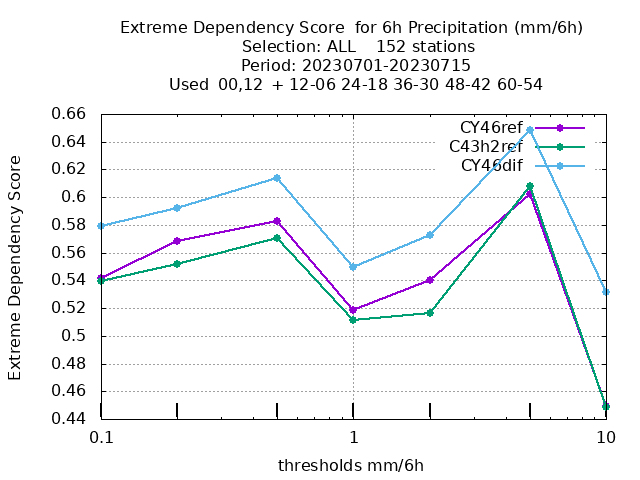 Extreme Dependency Score  for 6h Precipitation (mm/6h)
Selection: ALL    152 stations
Period: 20230701-20230715
Used  00,12  + 12-06 24-18 36-30 48-42 60-54
CY46ref
C43h2ref
CY46dif
Extreme Dependency Score
0.66
0.64
0.62
0.6
0.58
0.56
0.54
0.52
0.5
0.48
0.46
0.44
0.1
1
10
thresholds mm/6h